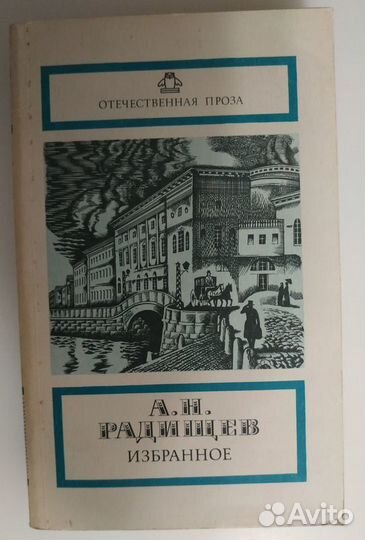 ОТЕЧЕСТВЕННАЯ ПРОЗА
А.Н.
РАДИЩЕВ
ИЗБРАННОЕ
Avito